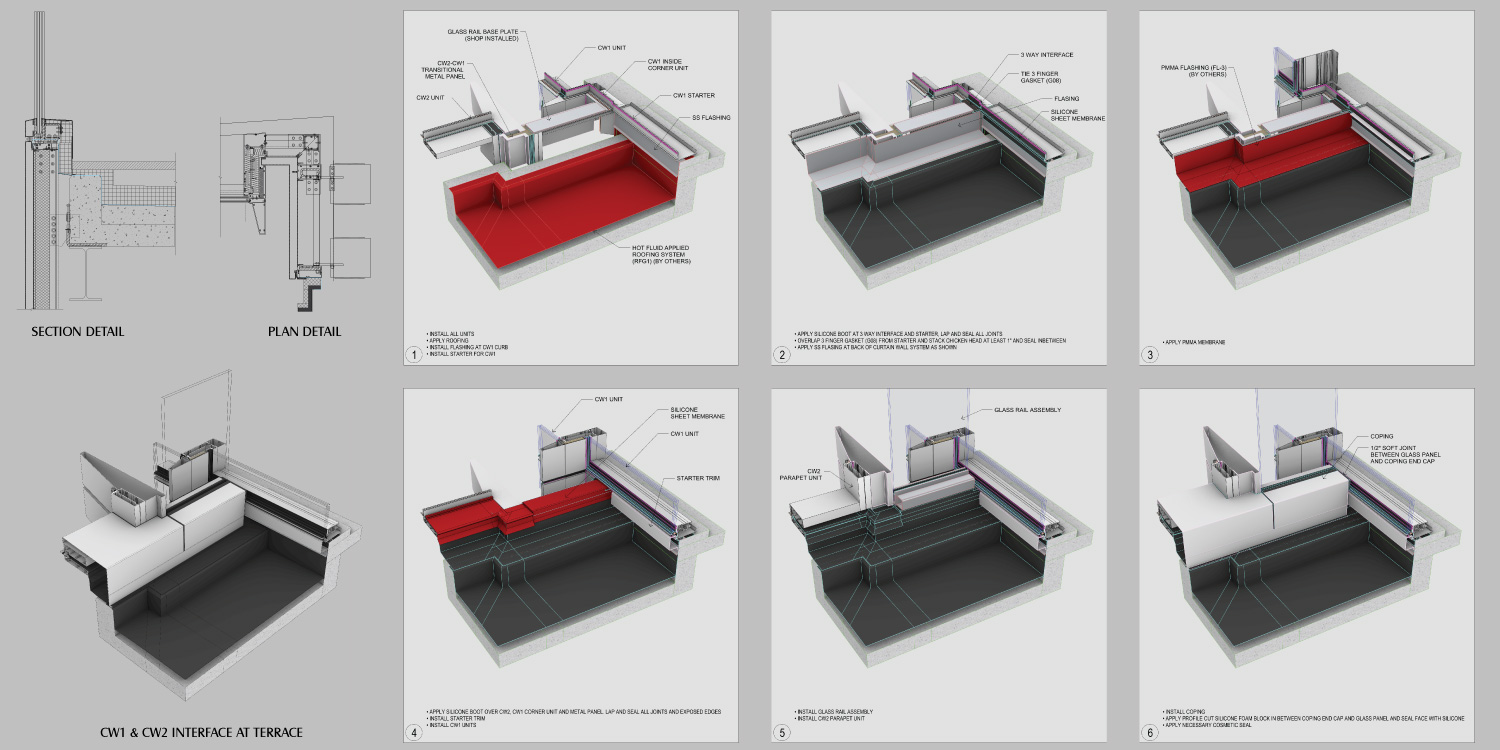 SECTION DETAIL
PLAN DETAIL
CW1 & CW2 INTERFACE AT TERRACE
GLASS RAIL BASE PLATE
(SHOP INSTALLED)
CW1 UNIT
CW2-CW1
TRANSITIONAL
METAL PANEL
CW1 INSIDE
CORNER UNIT
CW2 UNIT
CW1 STARTER
SS FLASHING
HOT FLUID APPLIED
ROOFING SYSTEM
(RFG1) (BY OTHERS)
1
• INSTALL ALL UNITS
• APPLY ROOFING
• INSTALL FLASHING AT CW1 CURB
• INSTALL STARTER FOR CW1
3 WAY INTERFACE
TIE 3 FINGER
GASKET (G08)
FLASING
SILICONE
SHEET MEMBRANE
2
• APPLY SILICONE BOOT AT 3 WAY INTERFACE AND STARTER, LAP AND SEAL ALL JOINTS
• OVERLAP 3 FINGER GASKET (G08) FROM STARTER AND STACK CHICKEN HEAD AT LEAST 1" AND SEAL INBETWEEN
• APPLY SS FLASING AT BACK OF CURTAIN WALL SYSTEM AS SHOWN
PMMA FLASHING (FL-3)
(BY OTHERS)
3
• APPLY PMMA MEMBRANE
CW1 UNIT
SILICONE
SHEET MEMBRANE
CW1 UNIT
STARTER TRIM
4
• APPLY SILICONE BOOT OVER CW2, CW1 CORNER UNIT AND METAL PANEL, LAP AND SEAL ALL JOINTS AND EXPOSED EDGES
• INSTALL STARTER TRIM
• INSTALL CW1 UNITS
GLASS RAIL ASSEMBLY
CW2
PARAPET UNIT
5
• INSTALL GLASS RAIL ASSEMBLY
• INSTALL CW2 PARAPET UNIT
COPING
1/2" SOFT JOINT
BETWEEN GLASS PANEL
AND COPING END CAP
6
• INSTALL COPING
• APPLY PROFILE CUT SILICONE FOAM BLOCK IN BETWEEN COPING END CAP AND GLASS PANEL AND SEAL FACE WITH SILICONE
• APPLY NECESSARY COSMETIC SEAL